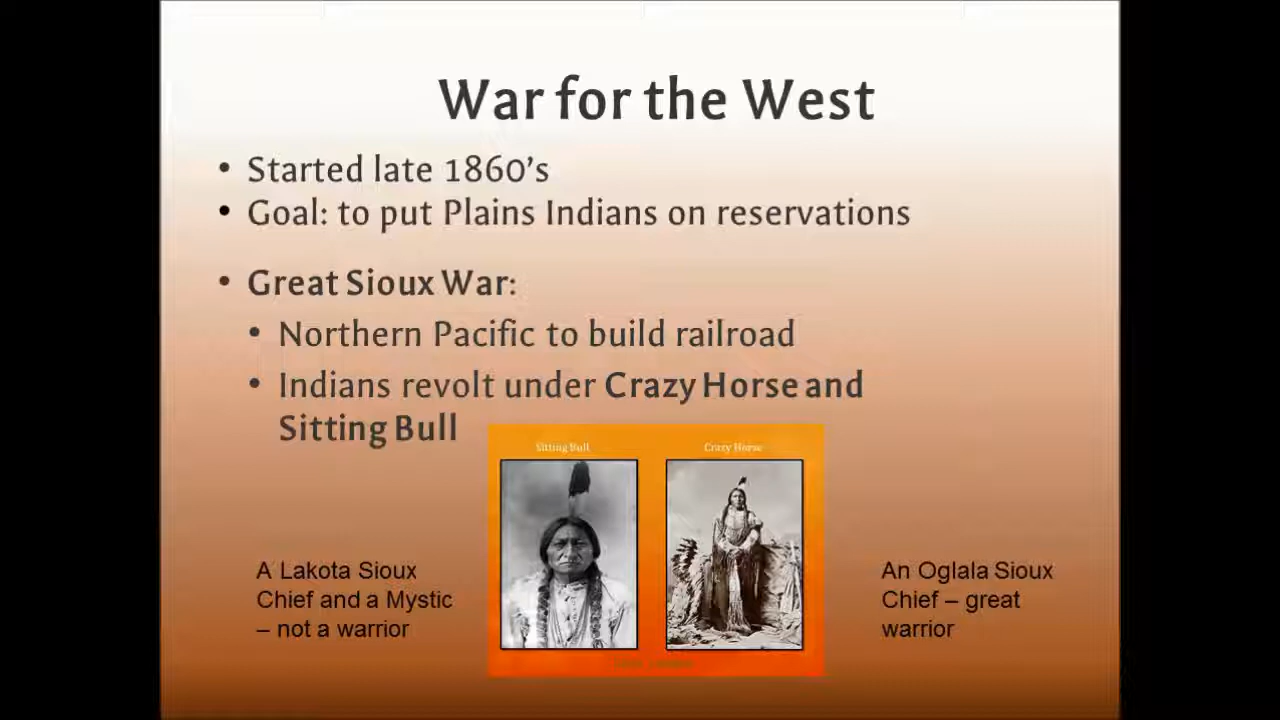 War for the West
• Started late 1860's
• Goal: to put Plains Indians on reservations
• Great Sioux War:
• Northern Pacific to build railroad
• Indians revolt under Crazy Horse and
Sitting Bull
Sitting Bull
Crazy Horse
A Lakota Sioux
Chief and a Mystic
– not a warrior
An Oglala Sioux
Chief – great
warrior